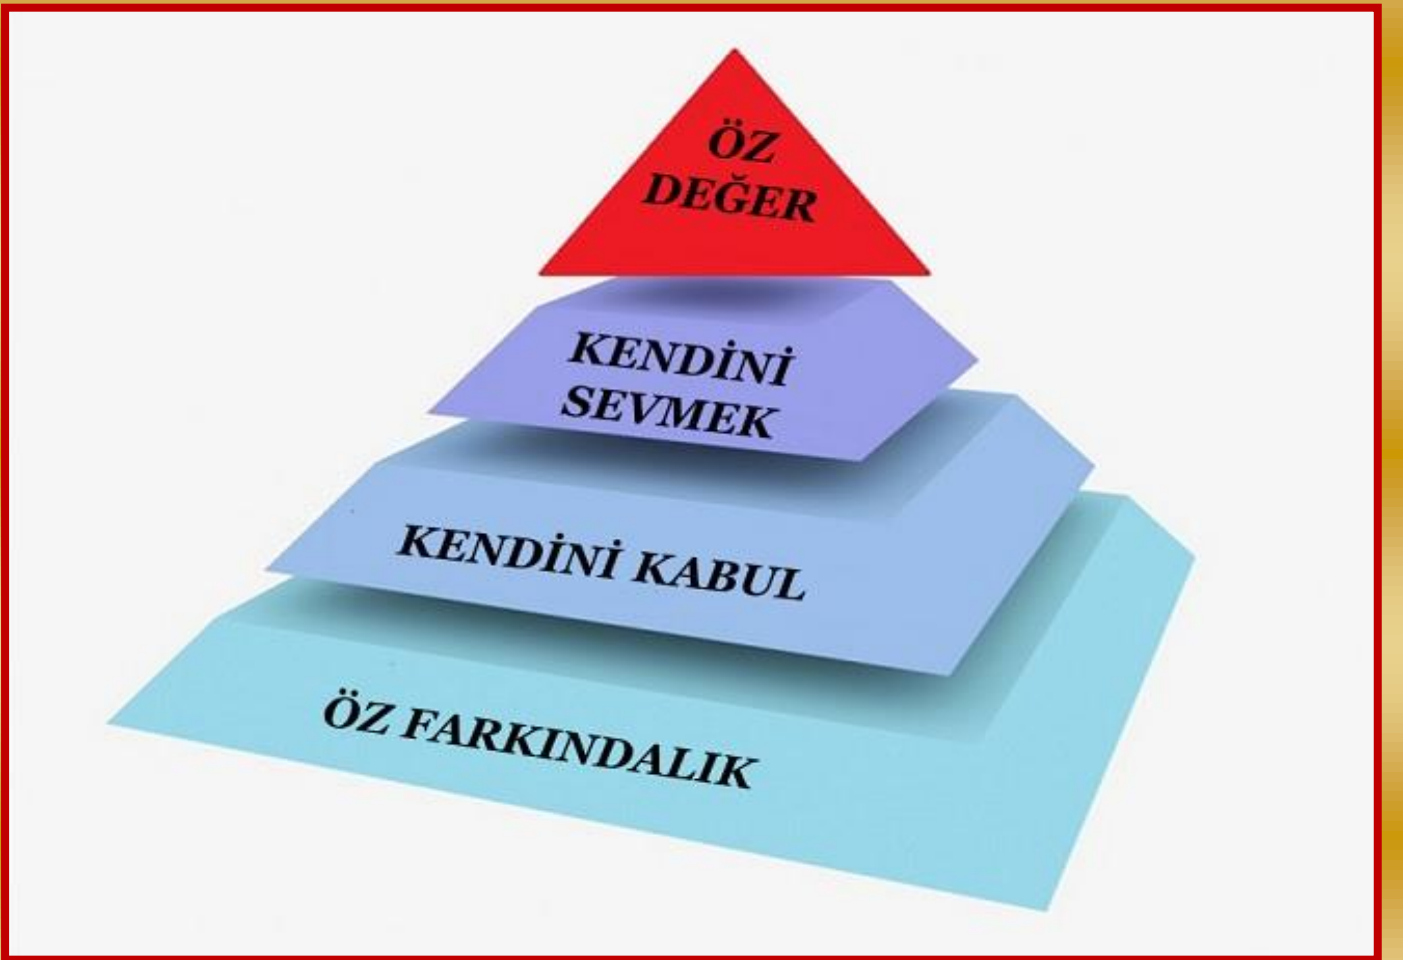 ÖZ
DEĞER
KENDİNİ
SEVMEK
KENDİNİ KABUL
ÖZ FARKINDALIK